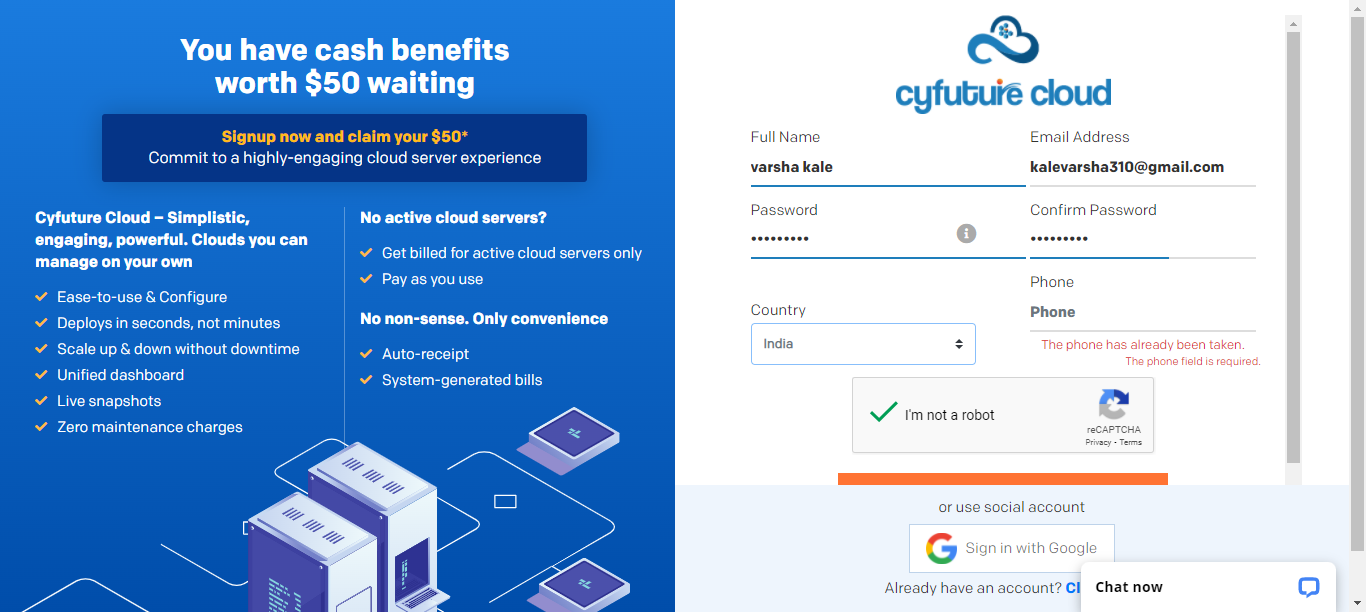 You have cash benefits
worth $50 waiting
Signup now and claim your $50*
Commit to a highly-engaging cloud server experience
Cyfuture Cloud – Simplistic,
engaging, powerful. Clouds you can
manage on your own
Ease-to-use & Configure
Deploys in seconds, not minutes
Scale up & down without downtime
Unified dashboard
Live snapshots
Zero maintenance charges
No active cloud servers?
Get billed for active cloud servers only
Pay as you use
No non-sense. Only convenience
Auto-receipt
System-generated bills
cyfuture cloud
Full Name
varsha kale
Email Address
kalevarsha310@gmail.com
Password
•••••••••
Confirm Password
•••••••••
Country
India
Phone
Phone
The phone has already been taken.
The phone field is required.
I'm not a robot
reCAPTCHA
Privacy - Terms
or use social account
Sign in with Google
Already have an account?
Chat now